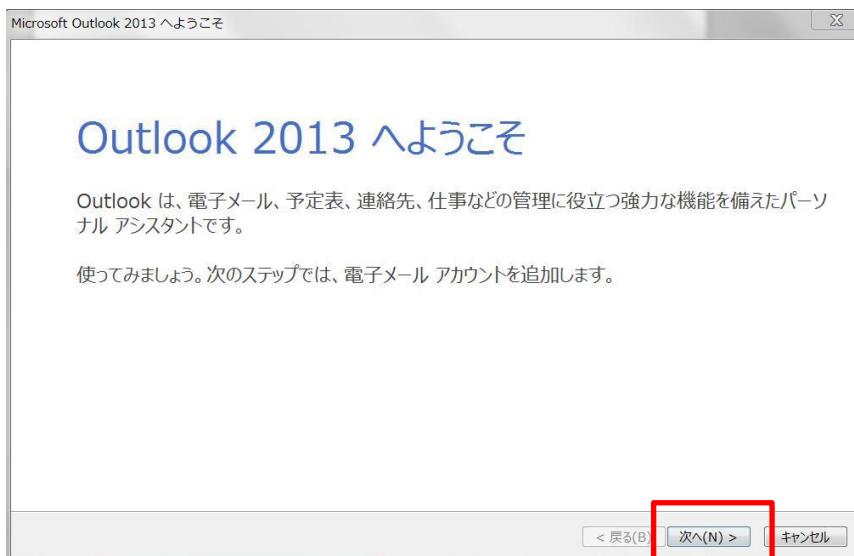 Microsoft Outlook 2013 へようこそ
Outlook 2013 へようこそ
Outlook は、電子メール、予定表、連絡先、仕事などの管理に役立つ強力な機能を備えたパーソ
ナル アシスタントです。
使ってみましょう。次のステップでは、電子メール アカウントを追加します。
< 戻る(B) 次へ(N) > キャンセル